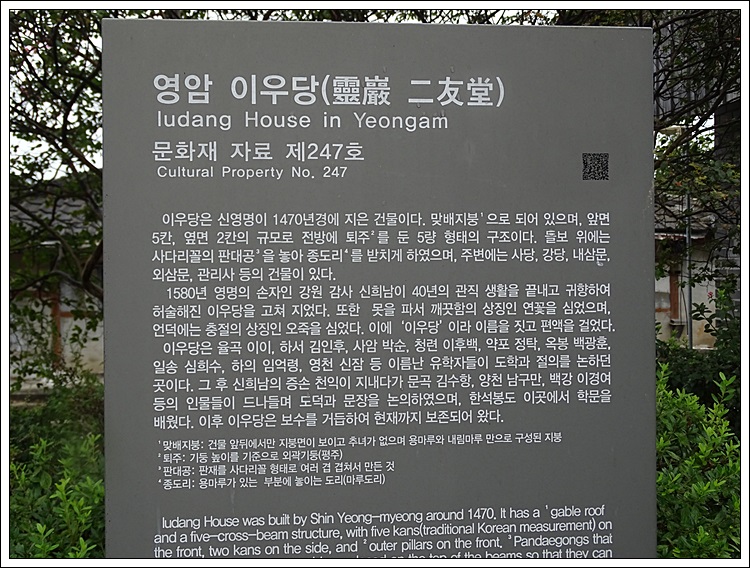 영암 이우당(靈巖 二友堂)
Iudang House in Yeongam
문화재 자료 제247호
Cultural Property No. 247
이우당은 신영명이 1470년경에 지은 건물이다. 맞배지붕¹으로 되어 있으며, 앞면
5칸, 옆면 2칸의 규모로 전방에 퇴주²를 둔 5량 형태의 구조이다. 들보 위에는
사다리꼴의 판대공³을 놓아 종도리⁴를 받치게 하였으며, 주변에는 사당, 강당, 내삼문,
외삼문, 관리사 등의 건물이 있다.
1580년 영명의 손자인 강원 감사 신희남이 40년의 관직 생활을 끝내고 귀향하여
허술해진 이우당을 고쳐 지었다. 또한 못을 파서 깨끗함의 상징인 연꽃을 심었으며,
언덕에는 충절의 상징인 오죽을 심었다. 이에 ‘이우당’이라 이름을 짓고 편액을 걸었다.
이우당은 율곡 이이, 하서 김인후, 사암 박순, 청련 이후백, 약포 정탁, 옥봉 백광훈,
일송 심희수, 하의 임억령, 영천 신잠 등 이름난 유학자들이 도학과 절의를 논하던
곳이다. 그 후 신희남의 증손 천익이 지내다가 문곡 김수항, 양천 남구만, 백강 이경여
등의 인물들이 드나들며 도덕과 문장을 논의하였으며, 한석봉도 이곳에서 학문을
배웠다. 이후 이우당은 보수를 거듭하여 현재까지 보존되어 왔다.
¹맞배지붕: 건물 앞뒤에서만 지붕면이 보이고 추녀가 없으며 용마루와 내림마루 만으로 구성된 지붕
²퇴주: 기둥 높이를 기준으로 외곽기둥(평주)
³판대공: 판재를 사다리꼴 형태로 여러 겹 겹쳐서 만든 것
⁴종도리: 용마루가 있는 부분에 놓이는 도리(마루도리)
Iudang House was built by Shin Yeong-myeong around 1470. It has a ¹gable roof
and a five-cross-beam structure, with five kans(traditional Korean measurement) on
the front, two kans on the side, and ²outer pillars on the front. ³Pandaegongs that
on the top of the beams so that they can